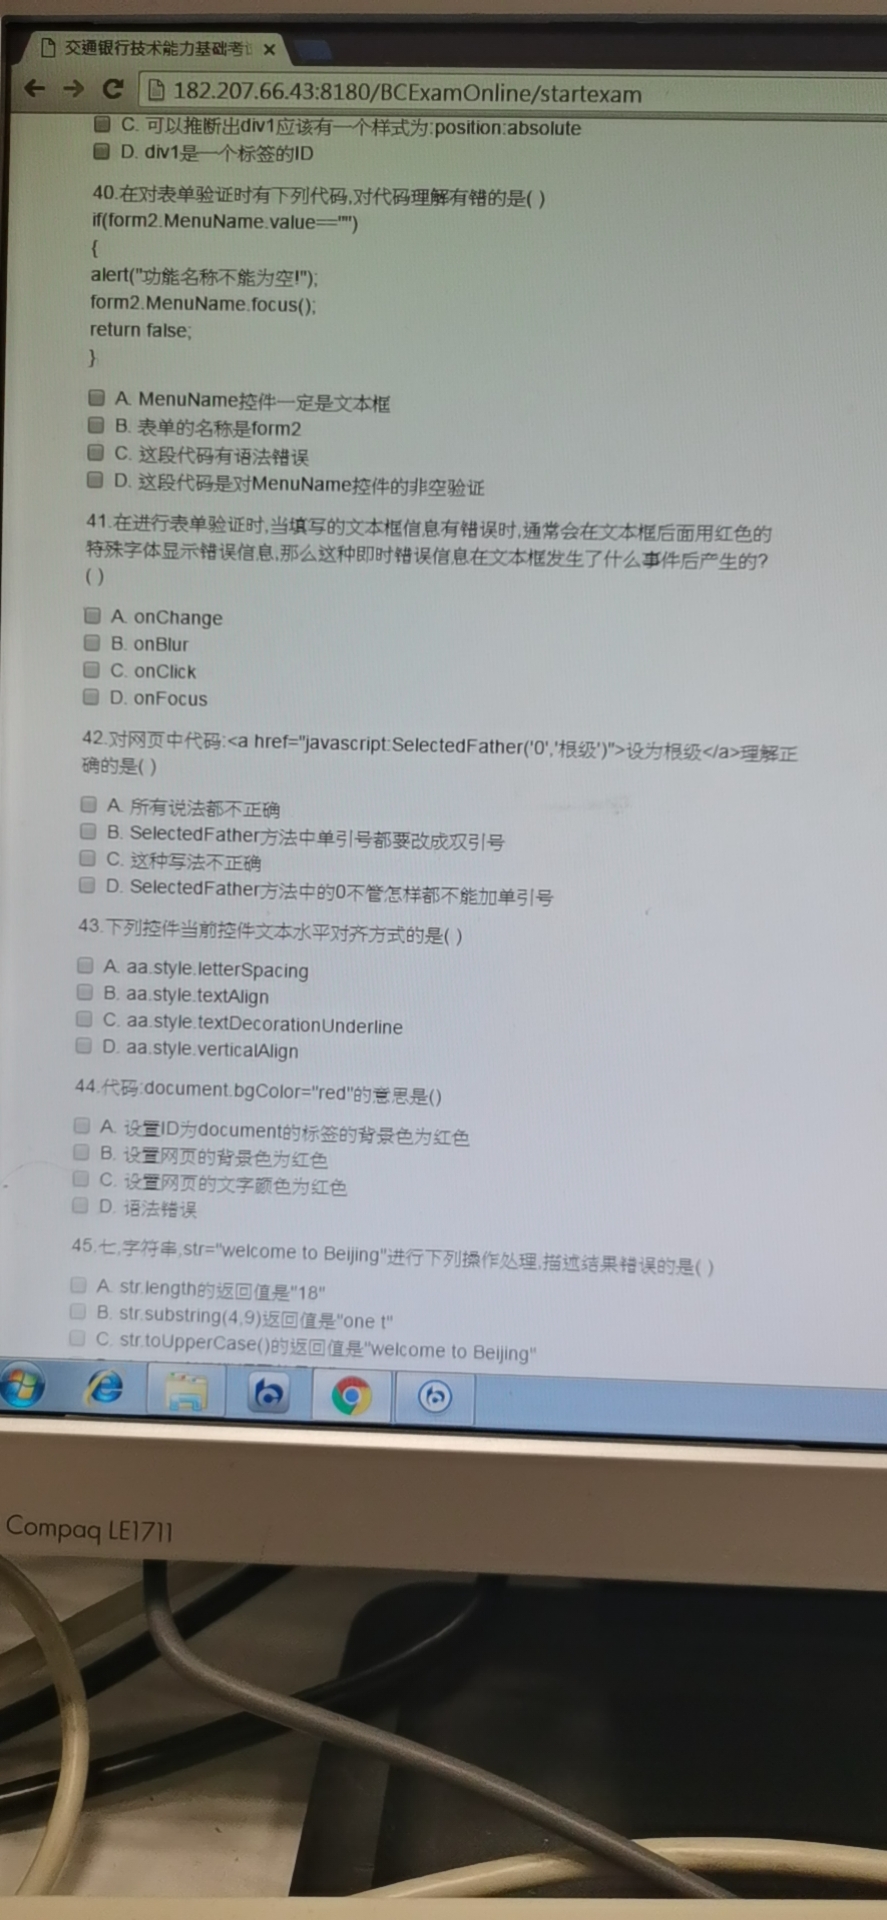 交通银行技术能力基础考
182.207.66.43:8180/BCExamOnline/startexam
C. 可以推断出div1应该有一个样式为:position:absolute
D. div1是一个标签的ID
40.在对表单验证时有下列代码,对代码理解有错的是( )
if(form2.MenuName.value=="")
{
alert("功能名称不能为空!");
form2.MenuName.focus();
return false;
}
A. MenuName控件一定是文本框
B. 表单的名称是form2
C. 这段代码有语法错误
D. 这段代码是对MenuName控件的非空验证
41.在进行表单验证时,当填写的文本框信息有错误时,通常会在文本框后面用红色的
特殊字体显示错误信息,那么这种即时错误信息在文本框发生了什么事件后产生的?
( )
A. onChange
B. onBlur
C. onClick
D. onFocus
42.对网页中代码:<a href="javascript:SelectedFather('0','根级')">设为根级</a>理解正
确的是( )
A. 所有说法都不正确
B. SelectedFather方法中单引号都要改成双引号
C. 这种写法不正确
D. SelectedFather方法中的0不管怎样都不能加单引号
43.下列控件当前控件文本水平对齐方式的是( )
A. aa.style.letterSpacing
B. aa.style.textAlign
C. aa.style.textDecorationUnderline
D. aa.style.verticalAlign
44.代码:document.bgColor="red"的意思是()
A. 设置ID为document的标签的背景色为红色
B. 设置网页的背景色为红色
C. 设置网页的文字颜色为红色
D. 语法错误
45.七,字符串,str="welcome to Beijing"进行下列操作处理,描述结果错误的是( )
A. str.length的返回值是"18"
B. str.substring(4,9)返回值是"one t"
C. str.toUpperCase()的返回值是"welcome to Beijing"
Compaq LE1711